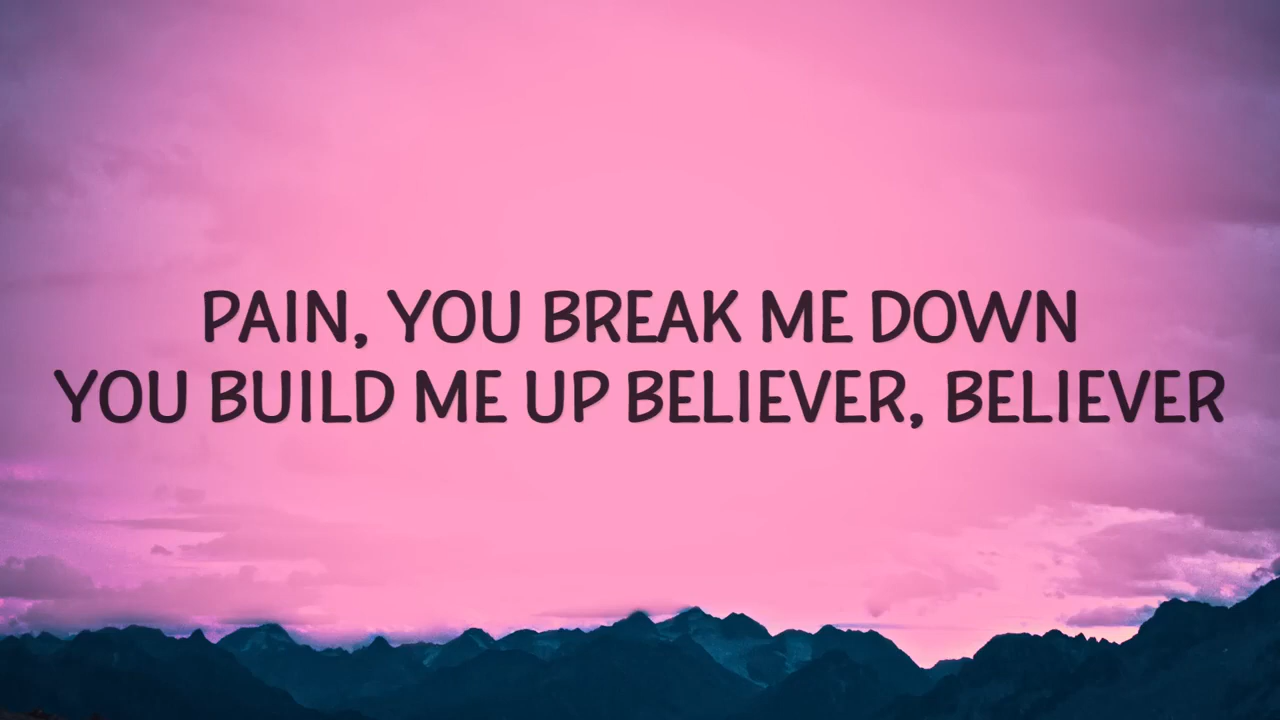 PAIN, YOU BREAK ME DOWN
YOU BUILD ME UP BELIEVER, BELIEVER